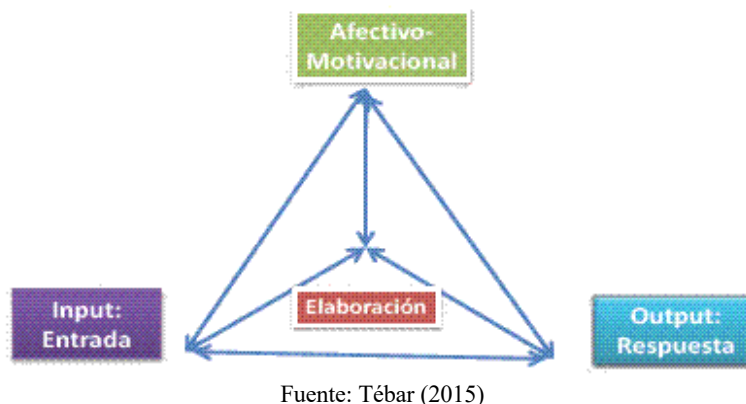 Afectivo-
Motivacional
Elaboración
Input:
Entrada
Output:
Respuesta
Fuente: Tébar (2015)